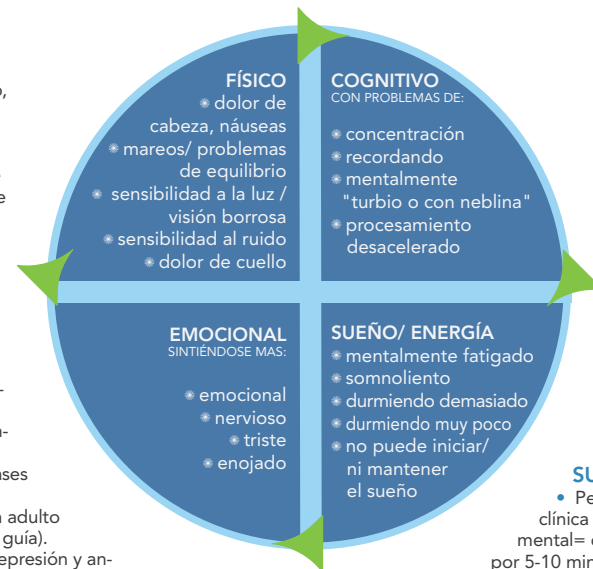 FÍSICO
✺ dolor de
cabeza, náuseas
✺ mareos/ problemas
de equilibrio
✺ sensibilidad a la luz /
visión borrosa
✺ sensibilidad al ruido
✺ dolor de cuello
COGNITIVO
CON PROBLEMAS DE:
✺ concentración
✺ recordando
✺ mentalmente
"turbio o con neblina"
✺ procesamiento
desacelerado
EMOCIONAL
SINTIÉNDOSE MAS:
✺ emocional
✺ nervioso
✺ triste
✺ enojado
SUEÑO/ ENERGÍA
✺ mentalmente fatigado
✺ somnoliento
✺ durmiendo demasiado
✺ durmiendo muy poco
✺ no puede iniciar/
ni mantener
el sueño
adulto
guía).
depresión y an-
clínica
mental=
por 5-10